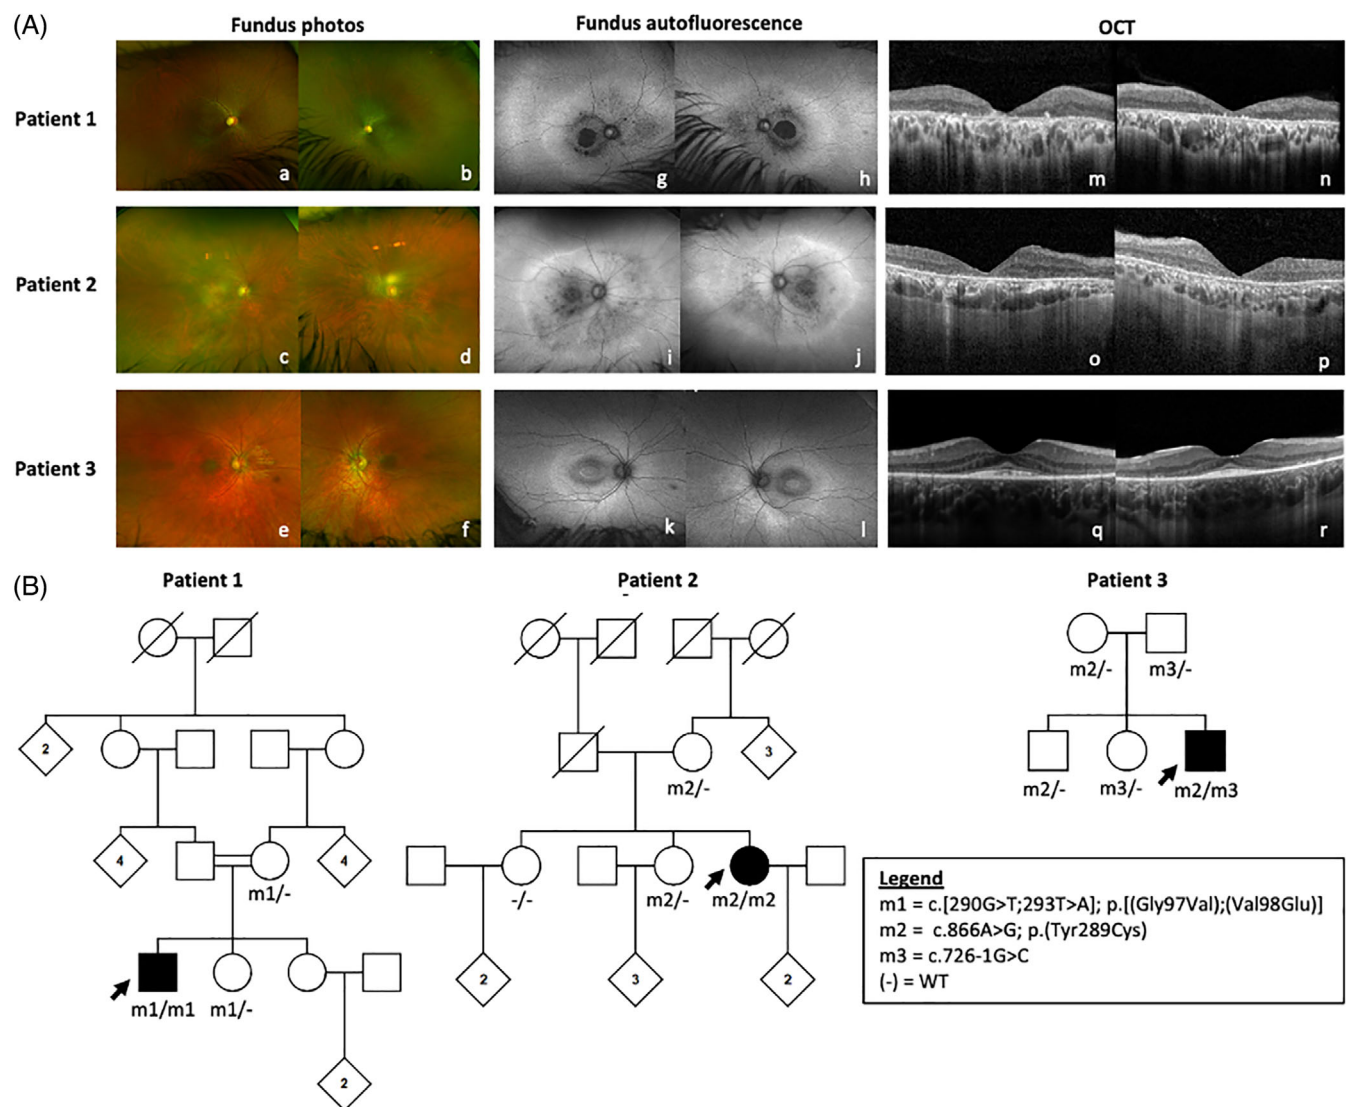 (A)
Fundus photos
Fundus autofluorescence
OCT
Patient 1
a
b
g
h
m
n
Patient 2
c
d
i
j
o
p
Patient 3
e
f
k
l
q
r
(B)
Patient 1
Patient 2
Patient 3
-
m2/- m3/-
2
3
m2/-
m2/- m3/- m2/m3
4
4
m1/-
-/- m2/- m2/m2
m1/m1 m1/-
2
3
2
2
Legend
m1 = c.[290G>T;293T>A]; p.[(Gly97Val);(Val98Glu)]
m2 = c.866A>G; p.(Tyr289Cys)
m3 = c.726-1G>C
(-) = WT